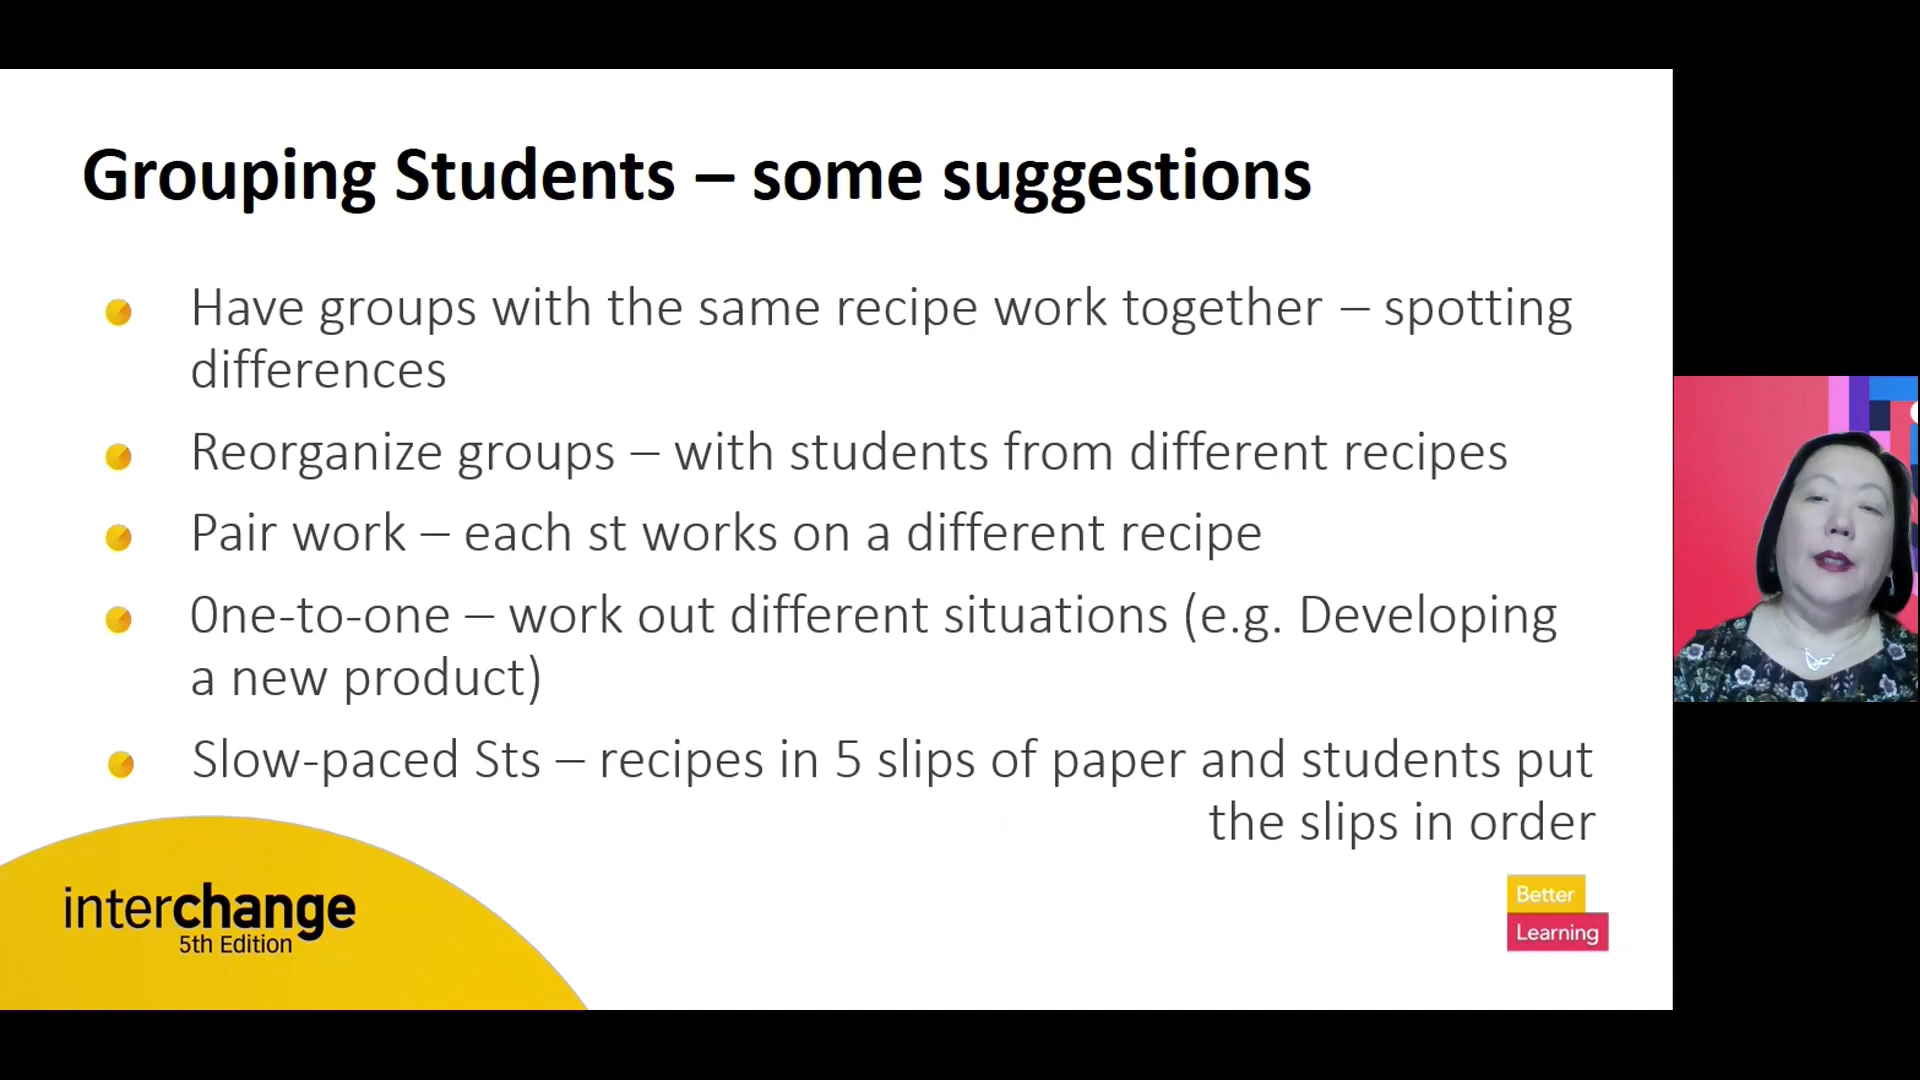 Grouping Students – some suggestions
Have groups with the same recipe work together – spotting
differences
Reorganize groups – with students from different recipes
Pair work – each st works on a different recipe
One-to-one – work out different situations (e.g. Developing
a new product)
Slow-paced Sts – recipes in 5 slips of paper and students put
the slips in order
interchange
5th Edition
Better
Learning